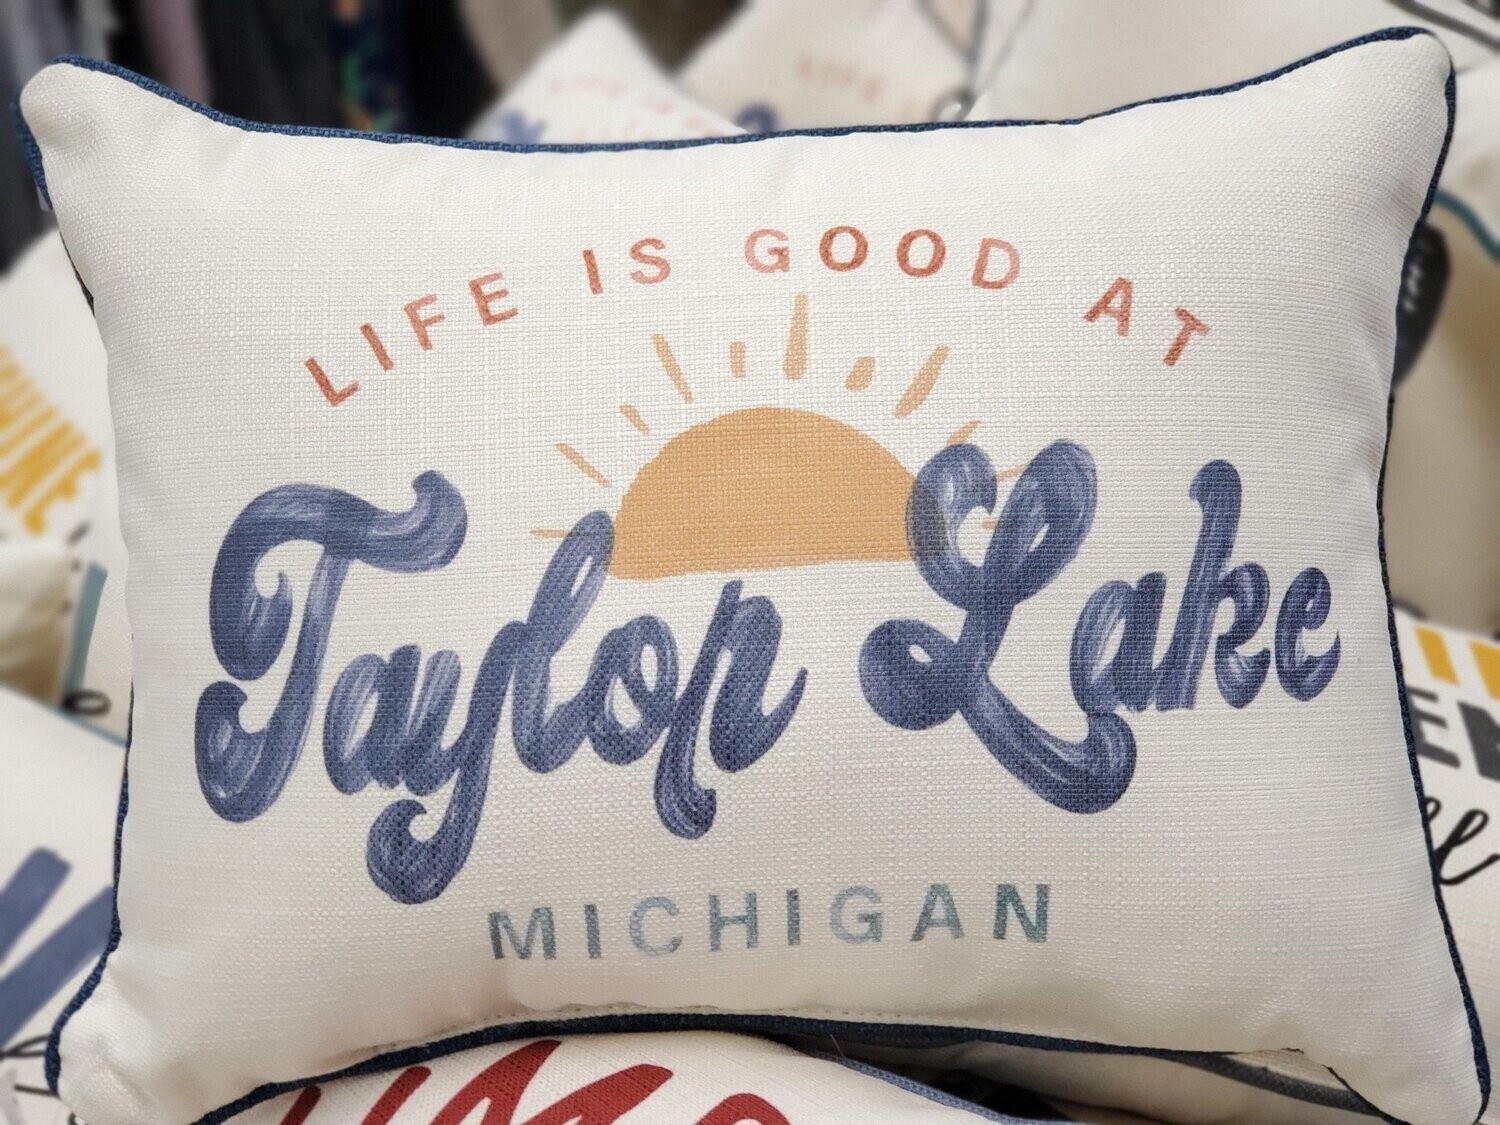 LIFE IS GOOD AT
Taylor Lake
MICHIGAN